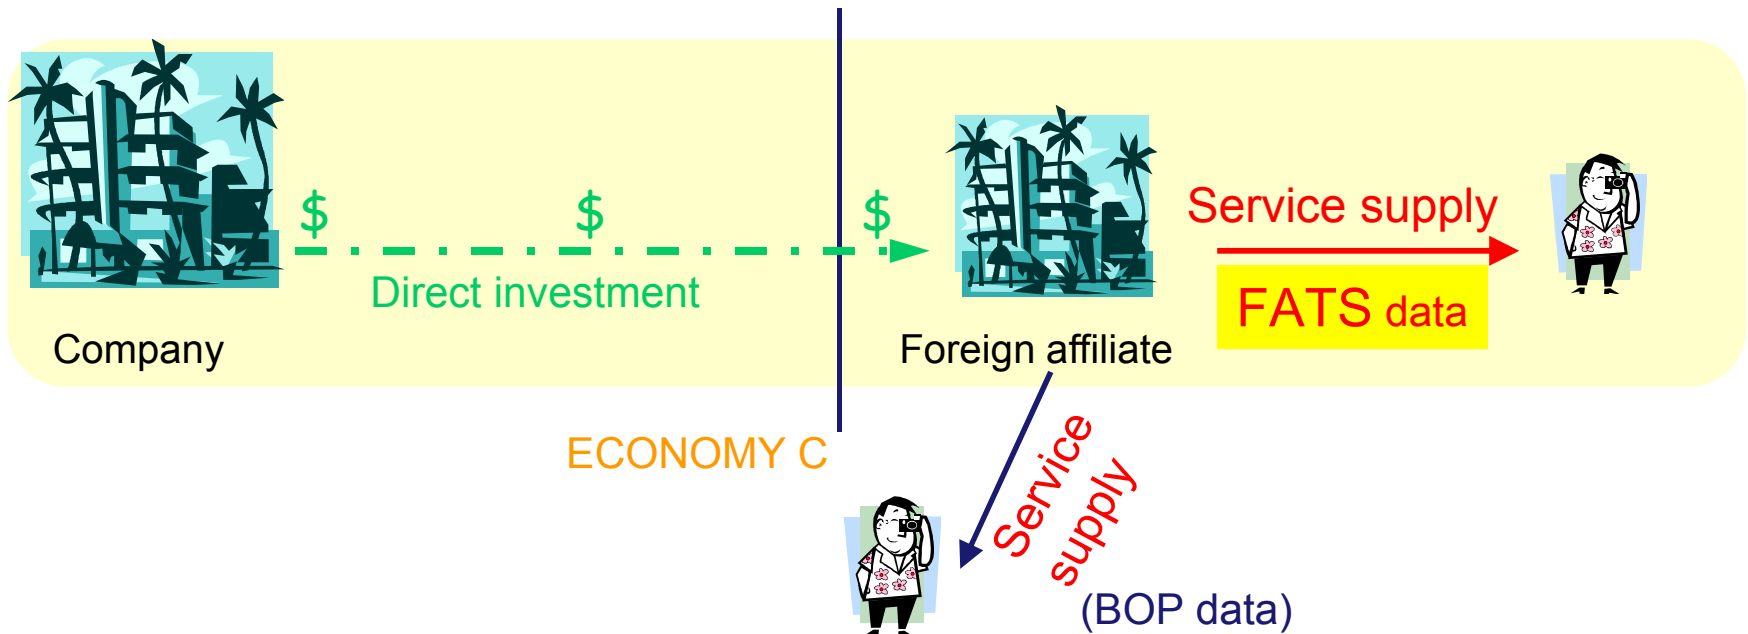 $ $ $
Service supply
Direct investment
FATS data
Company
Foreign affiliate
ECONOMY C
Service
supply
(BOP data)